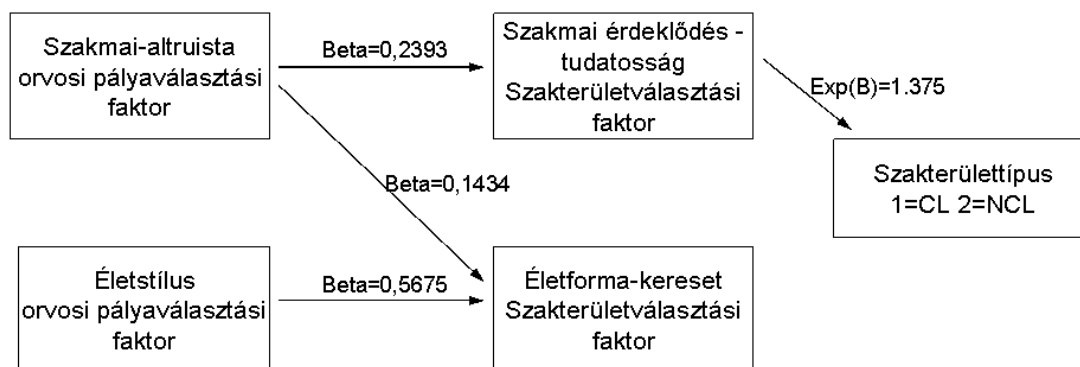 Szakmai-altruista
orvosi pályaválasztási
faktor
Beta=0,2393
Szakmai érdeklődés -
tudatosság
Szakterületválasztási
faktor
Exp(B)=1.375
Szakterülettípus
1=CL 2=NCL
Beta=0,1434
Életstílus
orvosi pályaválasztási
faktor
Beta=0,5675
Életforma-kereset
Szakterületválasztási
faktor